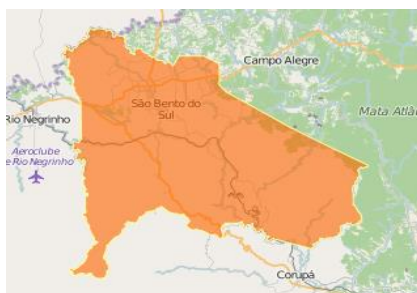 Campo Alegre
São Bento do
Sul
Rio Negrinho
Mata Atlâ
Aeroclube
e Rio Negrinho
Corupá